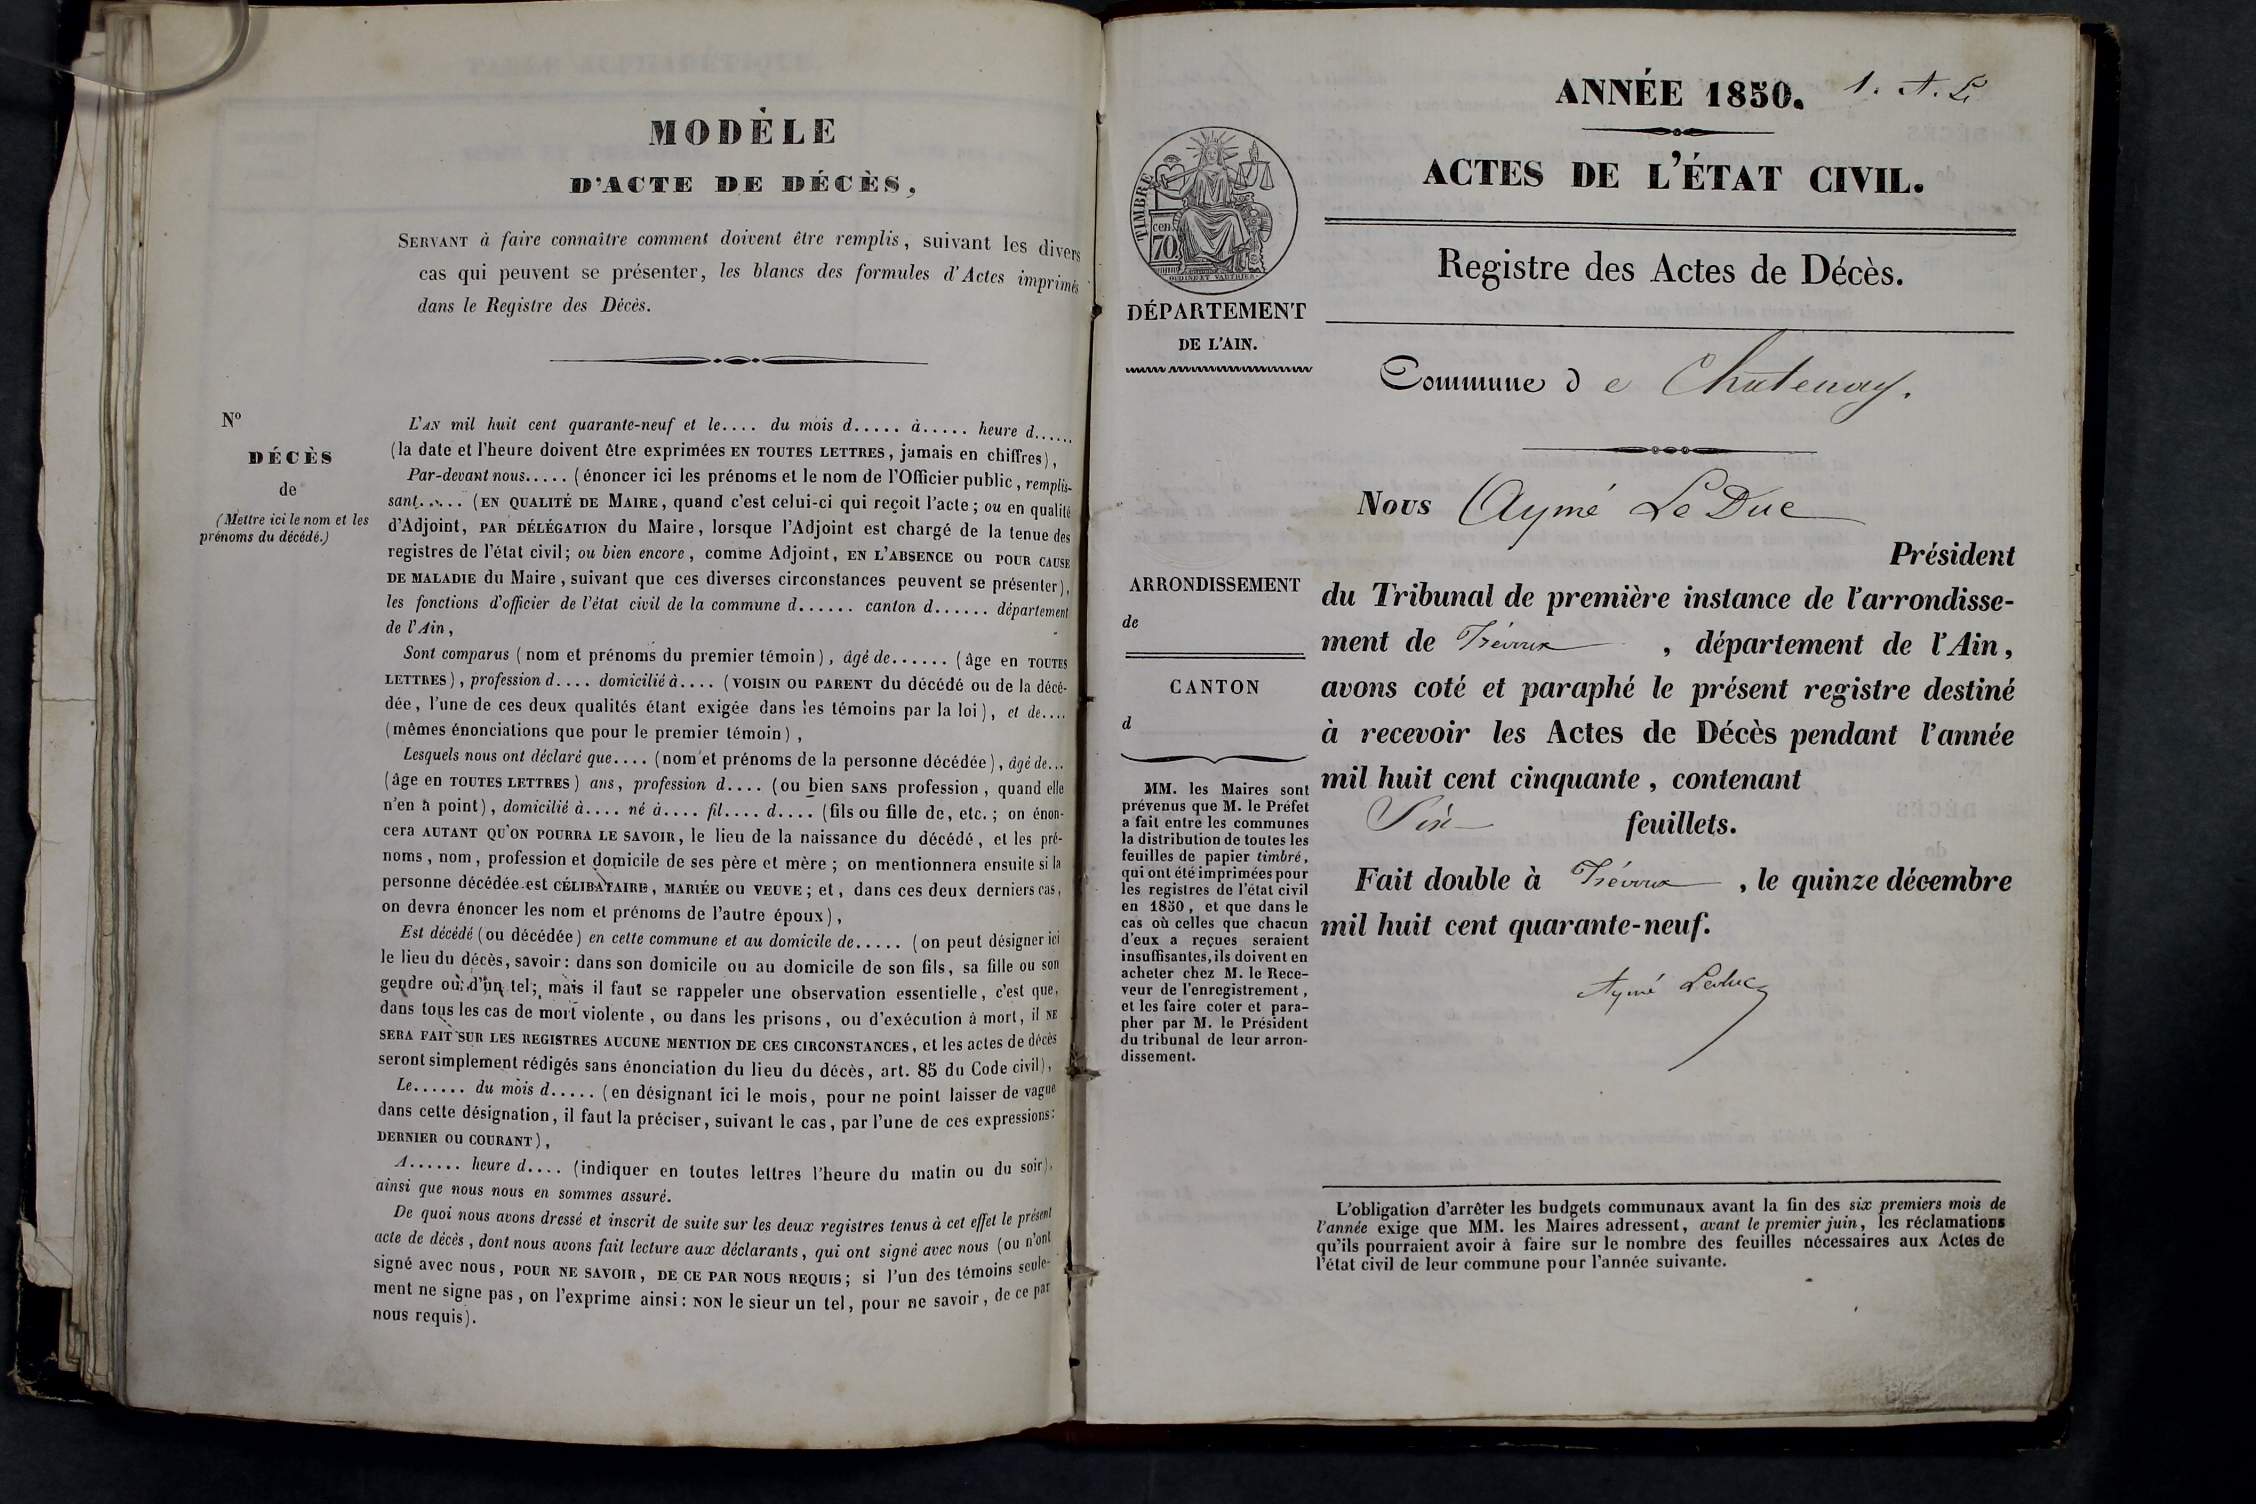 MODÈLE
D'ACTE DE DÉCÈS,
SERVANT à faire connaître comment doivent être remplis, suivant les divers
cas qui peuvent se présenter, les blancs des formules d'Actes imprimés
dans le Registre des Décès.
No
DÉCÈS
de
(Mettre ici le nom et les
prénoms du décédé.)
L'AN mil huit cent quarante-neuf et le.... du mois d..... à..... heure d......
(la date et l'heure doivent être exprimées EN TOUTES LETTRES, jamais en chiffres),
Par-devant nous..... (énoncer ici les prénoms et le nom de l'Officier public, remplis-
sant..... (EN QUALITÉ DE MAIRE, quand c'est celui-ci qui reçoit l'acte; ou en qualité
d'Adjoint, PAR DÉLÉGATION du Maire, lorsque l'Adjoint est chargé de la tenue des
registres de l'état civil; ou bien encore, comme Adjoint, EN L'ABSENCE OU POUR CAUSE
DE MALADIE du Maire, suivant que ces diverses circonstances peuvent se présenter),
les fonctions d'officier de l'état civil de la commune d...... canton d...... département
de l'Ain,
Sont comparus (nom et prénoms du premier témoin), âgé de...... (âge en TOUTES
LETTRES), profession d.... domicilié à.... (VOISIN OU PARENT du décédé ou de la décé-
dée, l'une de ces deux qualités étant exigée dans les témoins par la loi), et de....
(mêmes énonciations que pour le premier témoin),
Lesquels nous ont déclaré que.... (nom et prénoms de la personne décédée), âgé de...
(âge en TOUTES LETTRES) ans, profession d.... (ou bien SANS profession, quand elle
n'en a point), domicilié à.... né à.... fil.... d.... (fils ou fille de, etc.; on énon-
cera AUTANT QU'ON POURRA LE SAVOIR, le lieu de la naissance du décédé, et les pré-
noms, nom, profession et domicile de ses père et mère; on mentionnera ensuite si la
personne décédée est CÉLIBATAIRE, MARIÉE OU VEUVE; et, dans ces deux derniers cas,
on devra énoncer les nom et prénoms de l'autre époux),
Est décédé (ou décédée) en cette commune et au domicile de..... (on peut désigner ici
le lieu du décès, savoir: dans son domicile ou au domicile de son fils, sa fille ou son
gendre ou d'un tel; mais il faut se rappeler une observation essentielle, c'est que,
dans tous les cas de mort violente, ou dans les prisons, ou d'exécution à mort, il NE
SERA FAIT SUR LES REGISTRES AUCUNE MENTION DE CES CIRCONSTANCES, et les actes de décès
seront simplement rédigés sans énonciation du lieu du décès, art. 85 du Code civil),
Le...... du mois d..... (en désignant ici le mois, pour ne point laisser de vague
dans cette désignation, il faut la préciser, suivant le cas, par l'une de ces expressions:
DERNIER OU COURANT),
A...... heure d.... (indiquer en toutes lettres l'heure du matin ou du soir),
ainsi que nous nous en sommes assuré.
De quoi nous avons dressé et inscrit de suite sur les deux registres tenus à cet effet le présent
acte de décès, dont nous avons fait lecture aux déclarants, qui ont signé avec nous (ou n'ont
signé avec nous, POUR NE SAVOIR, DE CE PAR NOUS REQUIS; si l'un des témoins seule-
ment ne signe pas, on l'exprime ainsi: NON le sieur un tel, pour ne savoir, de ce par
nous requis).
ANNÉE 1850. 1. A. L.
ACTES DE L'ÉTAT CIVIL.
Registre des Actes de Décès.
TIMBRE
cen.
70
DÉPARTEMENT
DE L'AIN.
Commune de Chatenay.
Nous Aymé Le Duc
Président
du Tribunal de première instance de l'arrondisse-
ment de Trévoux, département de l'Ain,
avons coté et paraphé le présent registre destiné
à recevoir les Actes de Décès pendant l'année
mil huit cent cinquante, contenant
Six feuillets.
Fait double à Trévoux, le quinze décembre
mil huit cent quarante-neuf.
Aymé Leduc
ARRONDISSEMENT
de
CANTON
d
MM. les Maires sont
prévenus que M. le Préfet
a fait entre les communes
la distribution de toutes les
feuilles de papier timbré,
qui ont été imprimées pour
les registres de l'état civil
en 1850, et que dans le
cas où celles que chacun
d'eux a reçues seraient
insuffisantes, ils doivent en
acheter chez M. le Rece-
veur de l'enregistrement,
et les faire coter et para-
pher par M. le Président
du tribunal de leur arron-
dissement.
L'obligation d'arrêter les budgets communaux avant la fin des six premiers mois de
l'année exige que MM. les Maires adressent, avant le premier juin, les réclamations
qu'ils pourraient avoir à faire sur le nombre des feuilles nécessaires aux Actes de
l'état civil de leur commune pour l'année suivante.